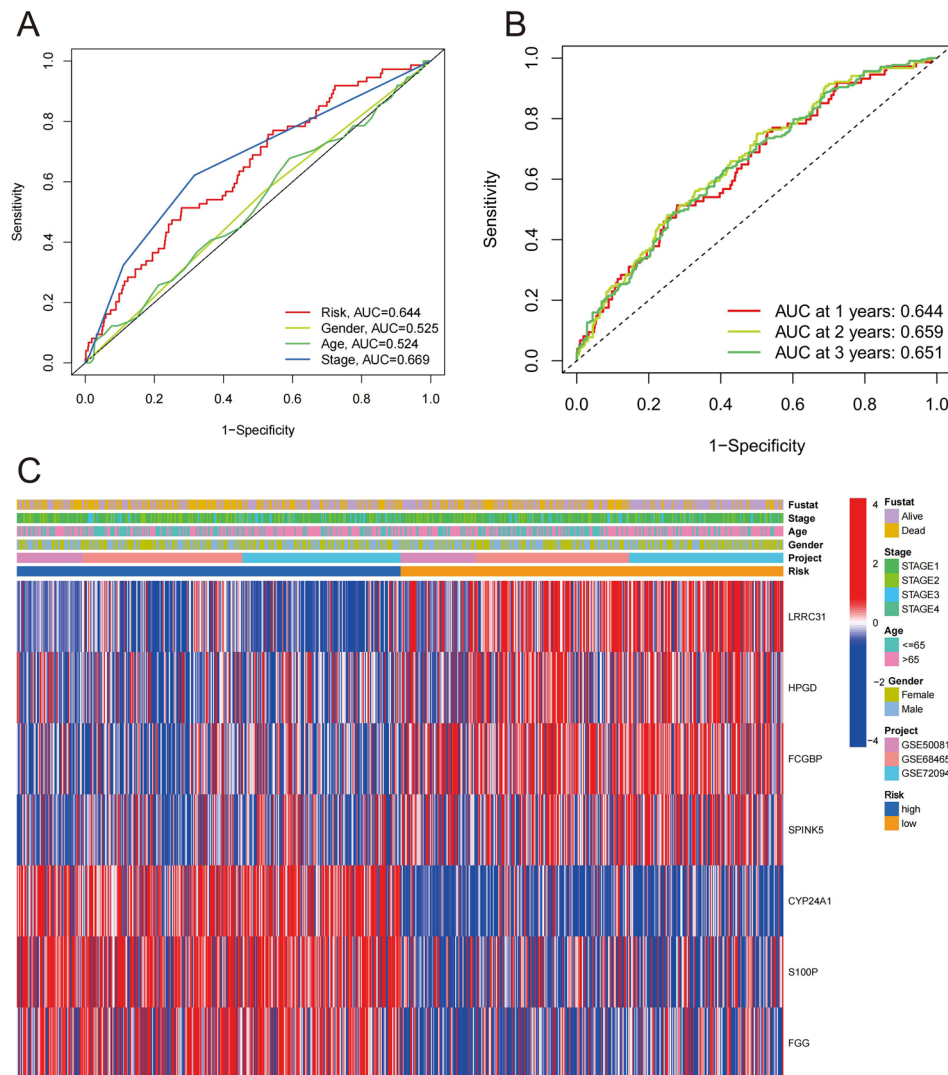 A
Sensitivity
0.0
0.2
0.4
0.6
0.8
1.0
Risk, AUC=0.644
Gender, AUC=0.525
Age, AUC=0.524
Stage, AUC=0.669
0.0 0.2 0.4 0.6 0.8 1.0
1−Specificity
B
Sensitivity
0.0
0.2
0.4
0.6
0.8
1.0
AUC at 1 years: 0.644
AUC at 2 years: 0.659
AUC at 3 years: 0.651
0.0 0.2 0.4 0.6 0.8 1.0
1−Specificity
C
Fustat
Stage
Age
Gender
Project
Risk
LRRC31
HPGD
FCGBP
SPINK5
CYP24A1
S100P
FGG
4
2
0
−2
−4
Fustat
Alive
Dead
Stage
STAGE1
STAGE2
STAGE3
STAGE4
Age
<=65
>65
Gender
Female
Male
Project
GSE50081
GSE68465
GSE72094
Risk
high
low